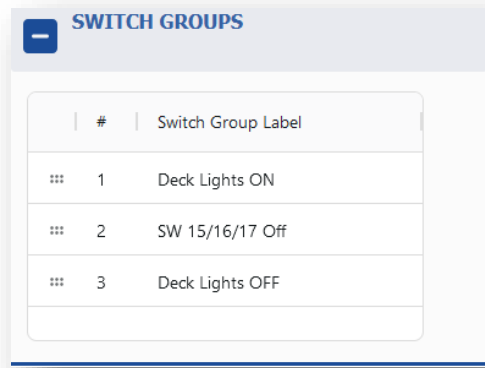 SWITCH GROUPS
# Switch Group Label
1 Deck Lights ON
2 SW 15/16/17 Off
3 Deck Lights OFF